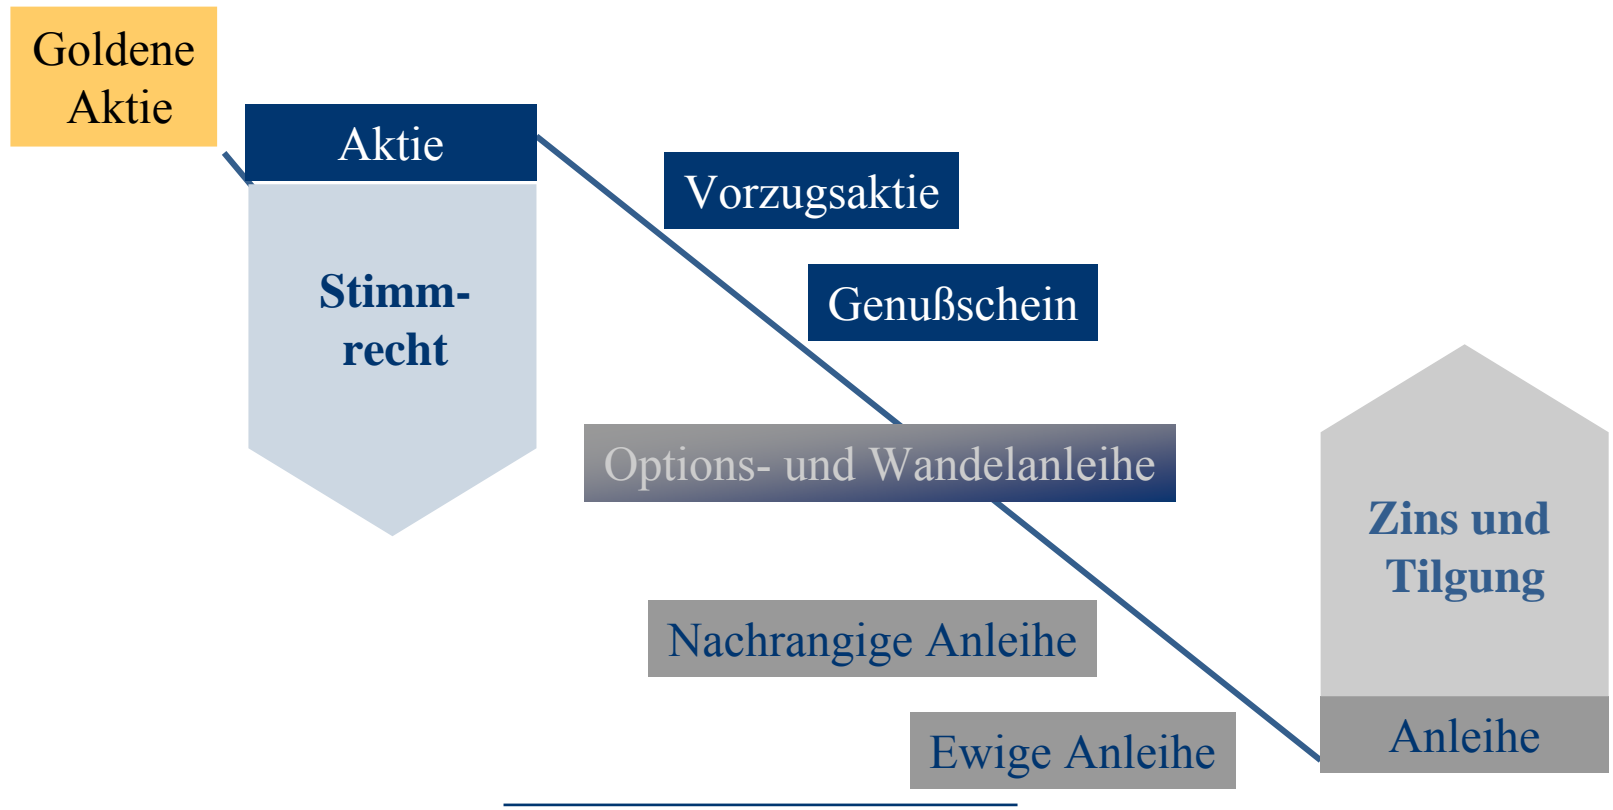 Goldene
Aktie
Aktie
Vorzugsaktie
Stimm-
recht
Genußschein
Options- und Wandelanleihe
Zins und
Tilgung
Nachrangige Anleihe
Ewige Anleihe
Anleihe